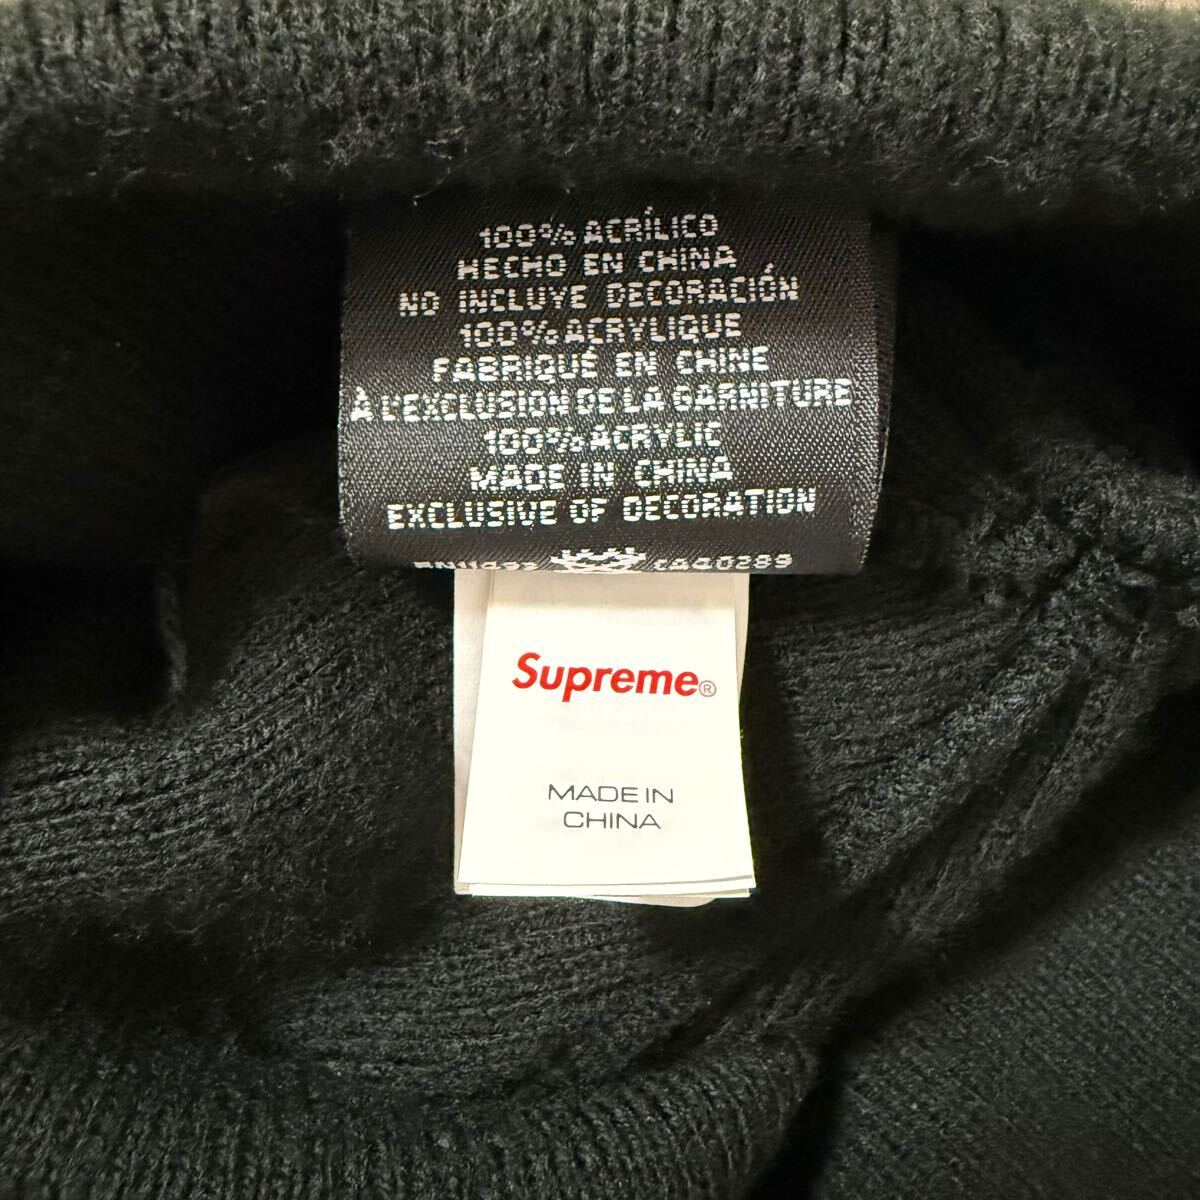 100% ACRÍLICO
HECHO EN CHINA
NO INCLUYE DECORACIÓN
100% ACRYLIQUE
FABRIQUÉ EN CHINE
À L'EXCLUSION DE LA GARNITURE
100% ACRYLIC
MADE IN CHINA
EXCLUSIVE OF DECORATION
CA40289
Supreme®
MADE IN
CHINA